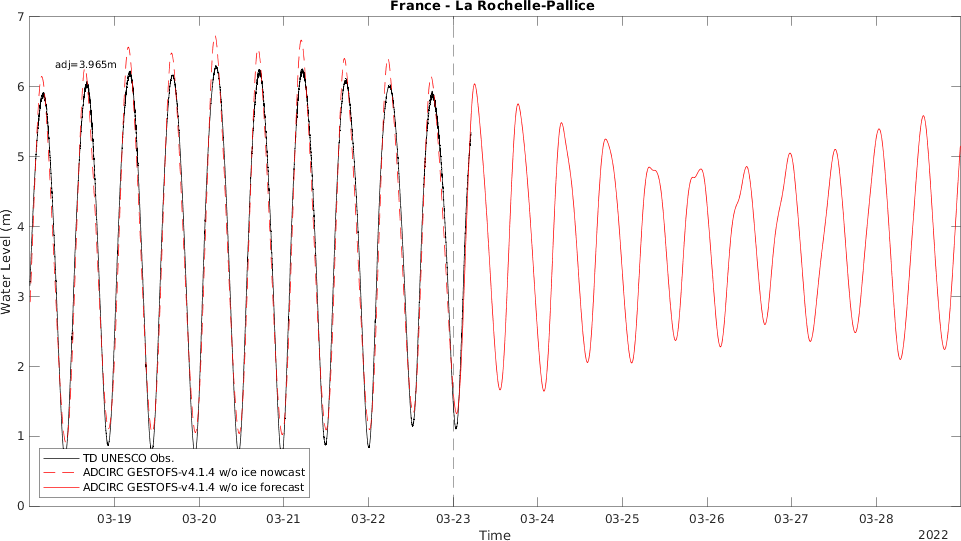 France - La Rochelle-Pallice
adj=3.965m
Water Level (m)
7
6
5
4
3
2
1
0
TD UNESCO Obs.
ADCIRC GESTOFS-v4.1.4 w/o ice nowcast
ADCIRC GESTOFS-v4.1.4 w/o ice forecast
03-19 03-20 03-21 03-22 03-23 03-24 03-25 03-26 03-27 03-28
Time
2022